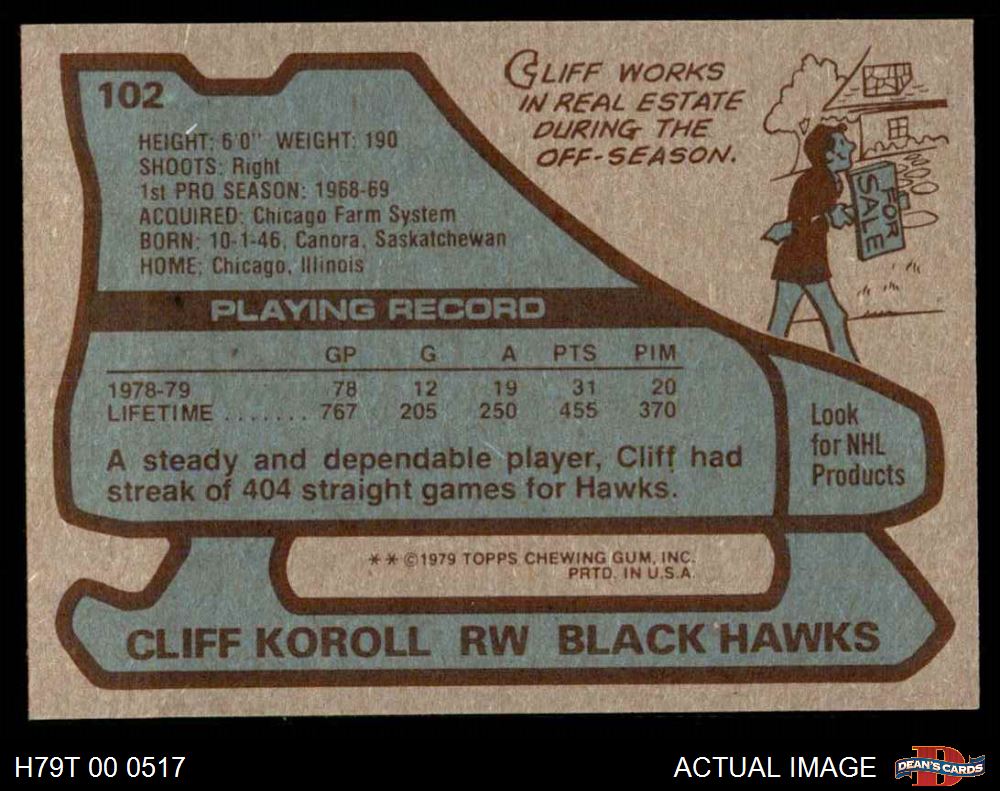 102
HEIGHT: 6'0" WEIGHT: 190
SHOOTS: Right
1st PRO SEASON: 1968-69
ACQUIRED: Chicago Farm System
BORN: 10-1-46, Canora, Saskatchewan
HOME: Chicago, Illinois
CLIFF WORKS
IN REAL ESTATE
DURING THE
OFF-SEASON.
FOR
SALE
PLAYING RECORD
GP G A PTS PIM
1978-79 78 12 19 31 20
LIFETIME ....... 767 205 250 455 370
A steady and dependable player, Cliff had
streak of 404 straight games for Hawks.
Look
for NHL
Products
* * ©1979 TOPPS CHEWING GUM, INC.
PRTD. IN U.S.A.
CLIFF KOROLL RW BLACK HAWKS
H79T 00 0517
ACTUAL IMAGE
DEAN'S CARDS